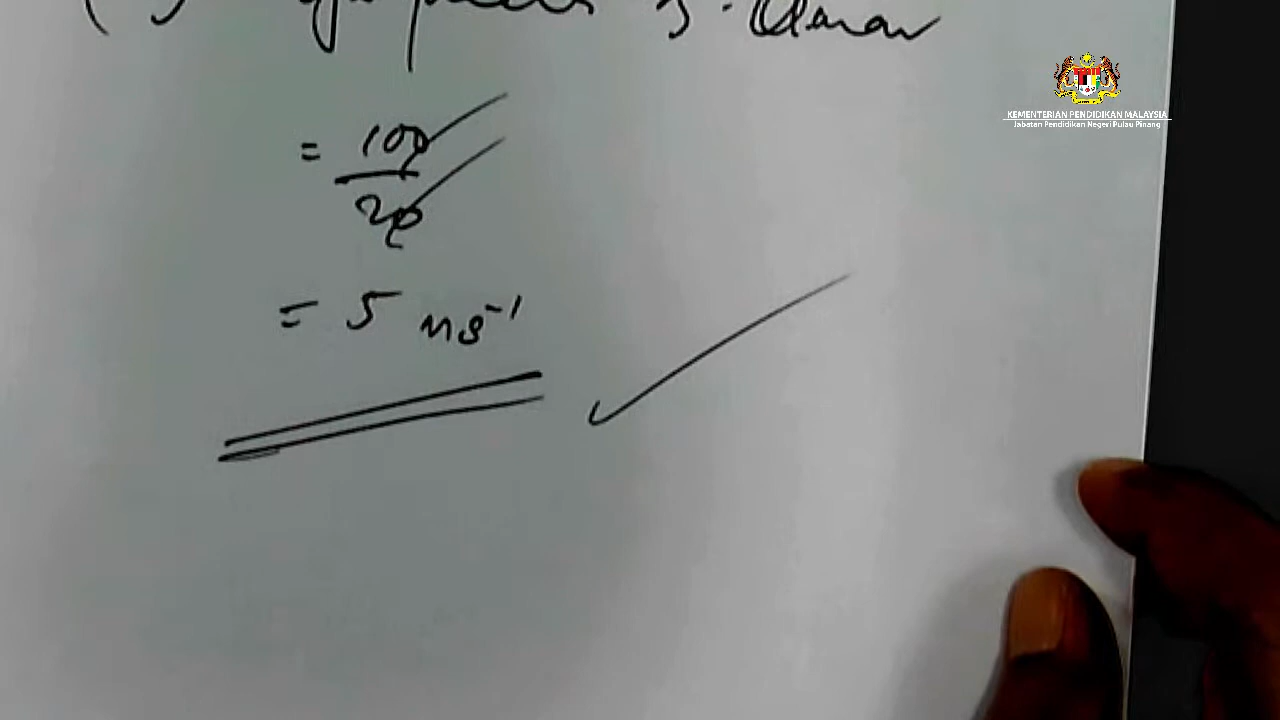 = 100
20
= 5 ms⁻¹
KEMENTERIAN PENDIDIKAN MALAYSIA
Jabatan Pendidikan Negeri Pulau Pinang